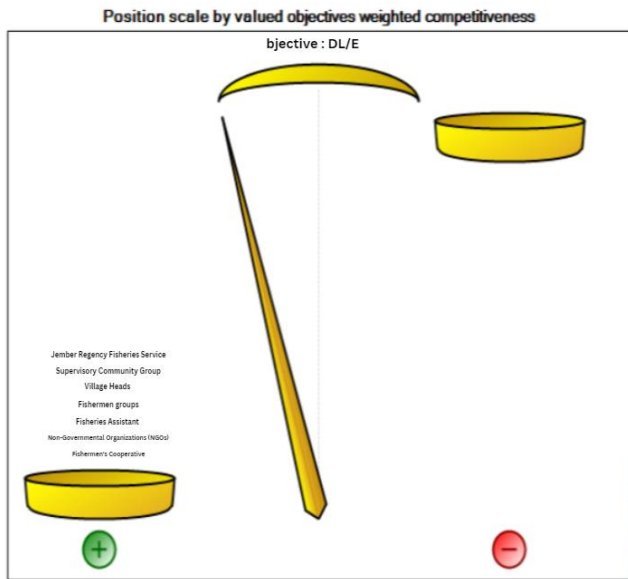 Position scale by valued objectives weighted competitiveness
bjective : DL/E
Jember Regency Fisheries Service
Supervisory Community Group
Village Heads
Fishermen groups
Fisheries Assistant
Non-Governmental Organizations (NGOs)
Fishermen's Cooperative
+
−